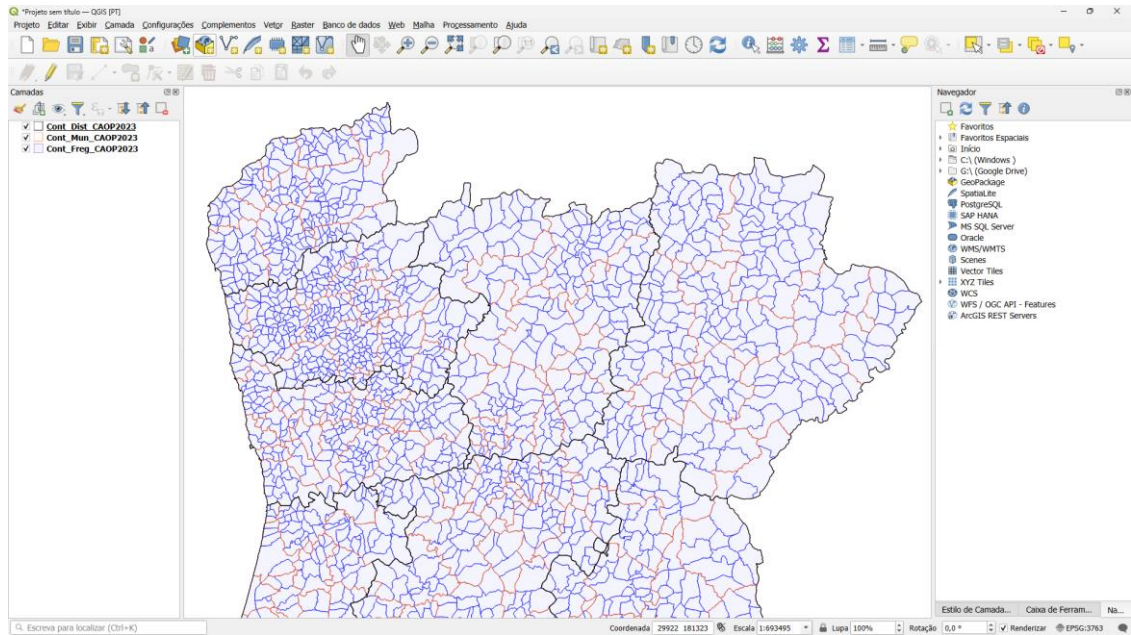 *Projeto sem título — QGIS [PT]
Projeto Editar Exibir Camada Configurações Complementos Vetor Raster Banco de dados Web Malha Processamento Ajuda
Camadas
Cont_Dist_CAOP2023
Cont_Mun_CAOP2023
Cont_Freg_CAOP2023
Navegador
Favoritos
Favoritos Espaciais
Início
C:\ (Windows )
G:\ (Google Drive)
GeoPackage
SpatiaLite
PostgreSQL
SAP HANA
MS SQL Server
Oracle
WMS/WMTS
Scenes
Vector Tiles
XYZ Tiles
WCS
WFS / OGC API - Features
ArcGIS REST Servers
Estilo de Camada... Caixa de Ferram... Na...
Escreva para localizar (Ctrl+K) Coordenada 29922 181323 Escala 1:693495 Lupa 100% Rotação 0,0 ° Renderizar EPSG:3763